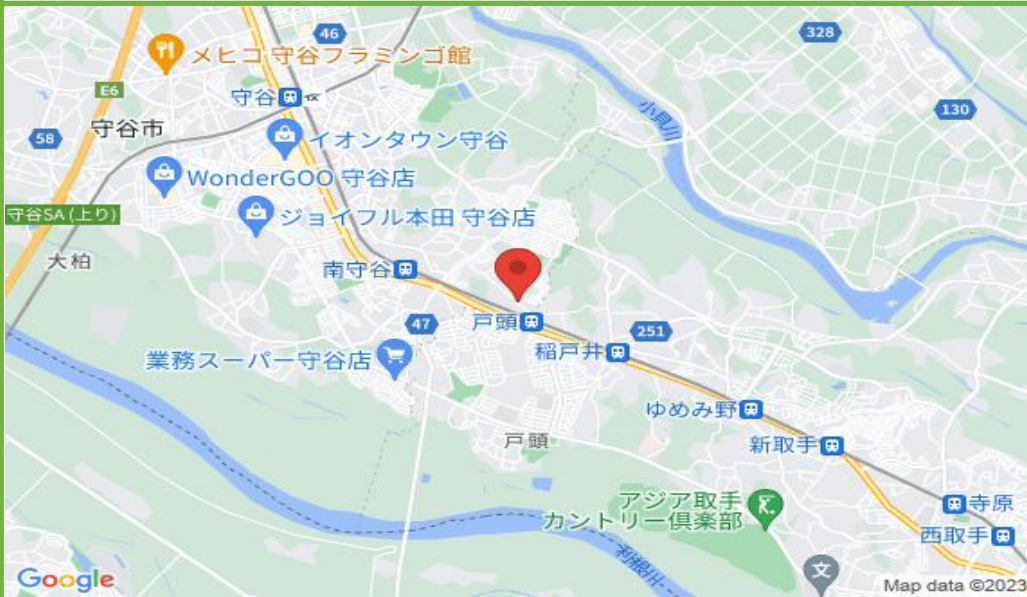 46
328
メヒコ 守谷フラミンゴ館
E6
守谷
130
58
守谷市
イオンタウン守谷
小貝川
WonderGOO 守谷店
守谷SA (上り)
ジョイフル本田 守谷店
大柏
南守谷
47
戸頭
251
稲戸井
業務スーパー守谷店
ゆめみ野
戸頭
新取手
アジア取手
カントリー倶楽部
寺原
西取手
利根川
文
Google
Map data ©2023